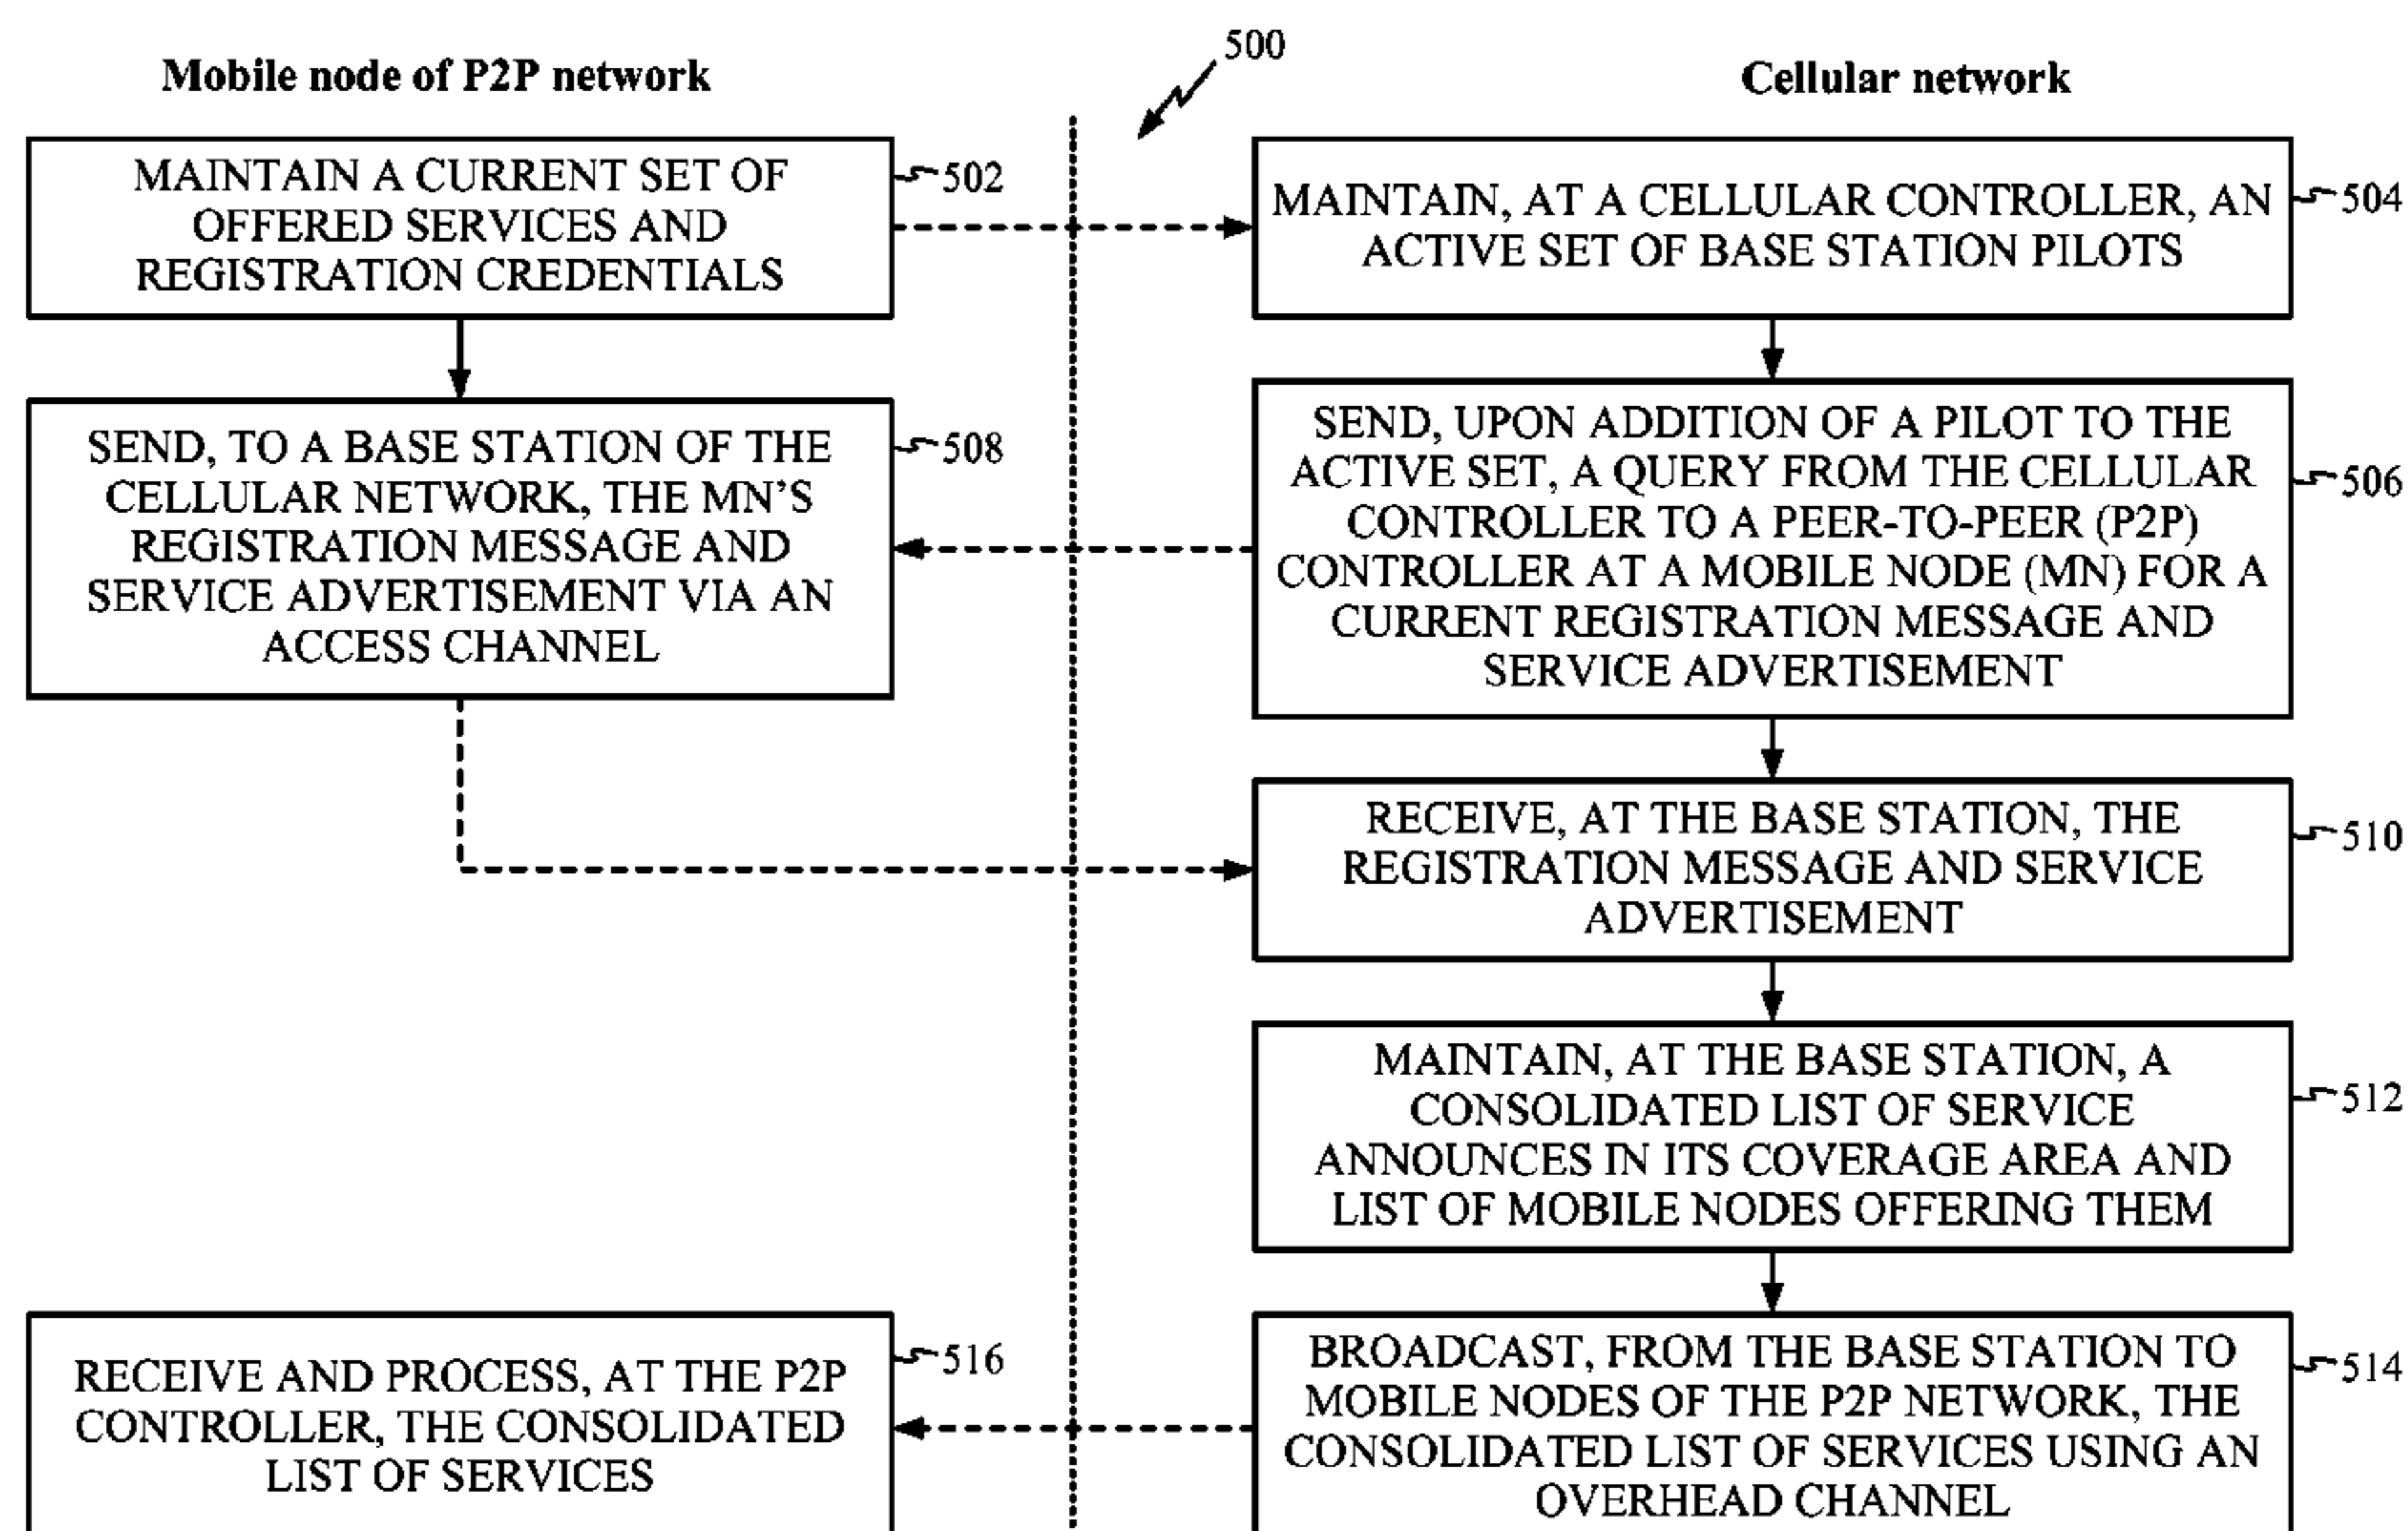 500
Mobile node of P2P network
Cellular network
MAINTAIN A CURRENT SET OF
OFFERED SERVICES AND
REGISTRATION CREDENTIALS
502
MAINTAIN, AT A CELLULAR CONTROLLER, AN
ACTIVE SET OF BASE STATION PILOTS
504
SEND, UPON ADDITION OF A PILOT TO THE
ACTIVE SET, A QUERY FROM THE CELLULAR
CONTROLLER TO A PEER-TO-PEER (P2P)
CONTROLLER AT A MOBILE NODE (MN) FOR A
CURRENT REGISTRATION MESSAGE AND
SERVICE ADVERTISEMENT
506
SEND, TO A BASE STATION OF THE
CELLULAR NETWORK, THE MN'S
REGISTRATION MESSAGE AND
SERVICE ADVERTISEMENT VIA AN
ACCESS CHANNEL
508
RECEIVE, AT THE BASE STATION, THE
REGISTRATION MESSAGE AND SERVICE
ADVERTISEMENT
510
MAINTAIN, AT THE BASE STATION, A
CONSOLIDATED LIST OF SERVICE
ANNOUNCES IN ITS COVERAGE AREA AND
LIST OF MOBILE NODES OFFERING THEM
512
BROADCAST, FROM THE BASE STATION TO
MOBILE NODES OF THE P2P NETWORK, THE
CONSOLIDATED LIST OF SERVICES USING AN
OVERHEAD CHANNEL
514
RECEIVE AND PROCESS, AT THE P2P
CONTROLLER, THE CONSOLIDATED
LIST OF SERVICES
516